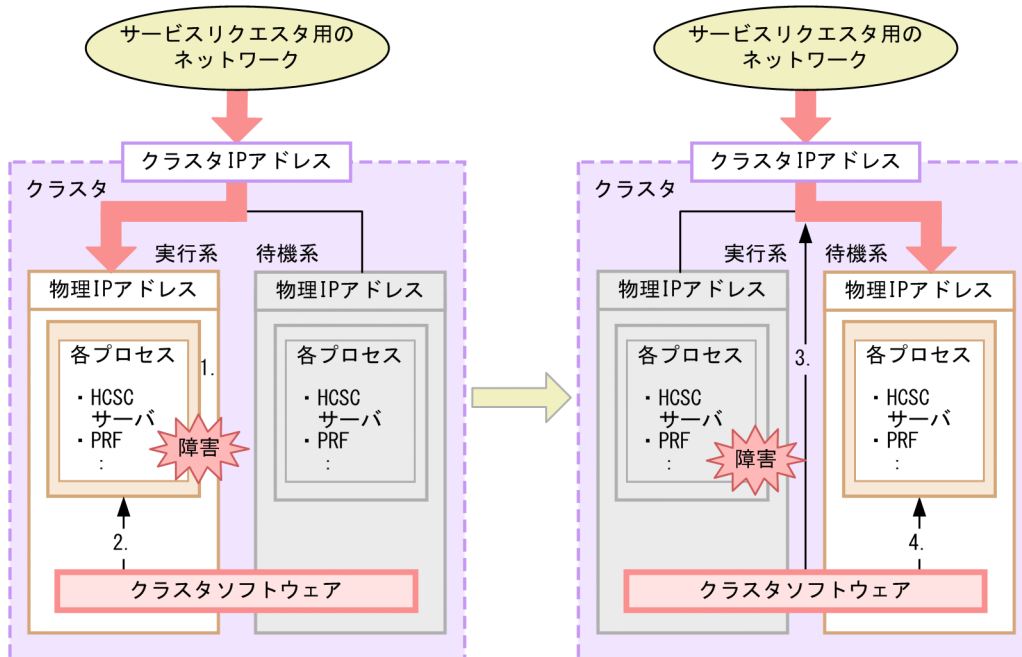 サービスリクエスタ用の
ネットワーク
クラスタIPアドレス
クラスタ
実行系
待機系
物理IPアドレス
物理IPアドレス
各プロセス
・HCSC
サーバ
・PRF
:
1.
障害
各プロセス
・HCSC
サーバ
・PRF
:
2.
クラスタソフトウェア
サービスリクエスタ用の
ネットワーク
クラスタIPアドレス
クラスタ
実行系
待機系
物理IPアドレス
物理IPアドレス
各プロセス
・HCSC
サーバ
・PRF
:
障害
3.
各プロセス
・HCSC
サーバ
・PRF
:
4.
クラスタソフトウェア